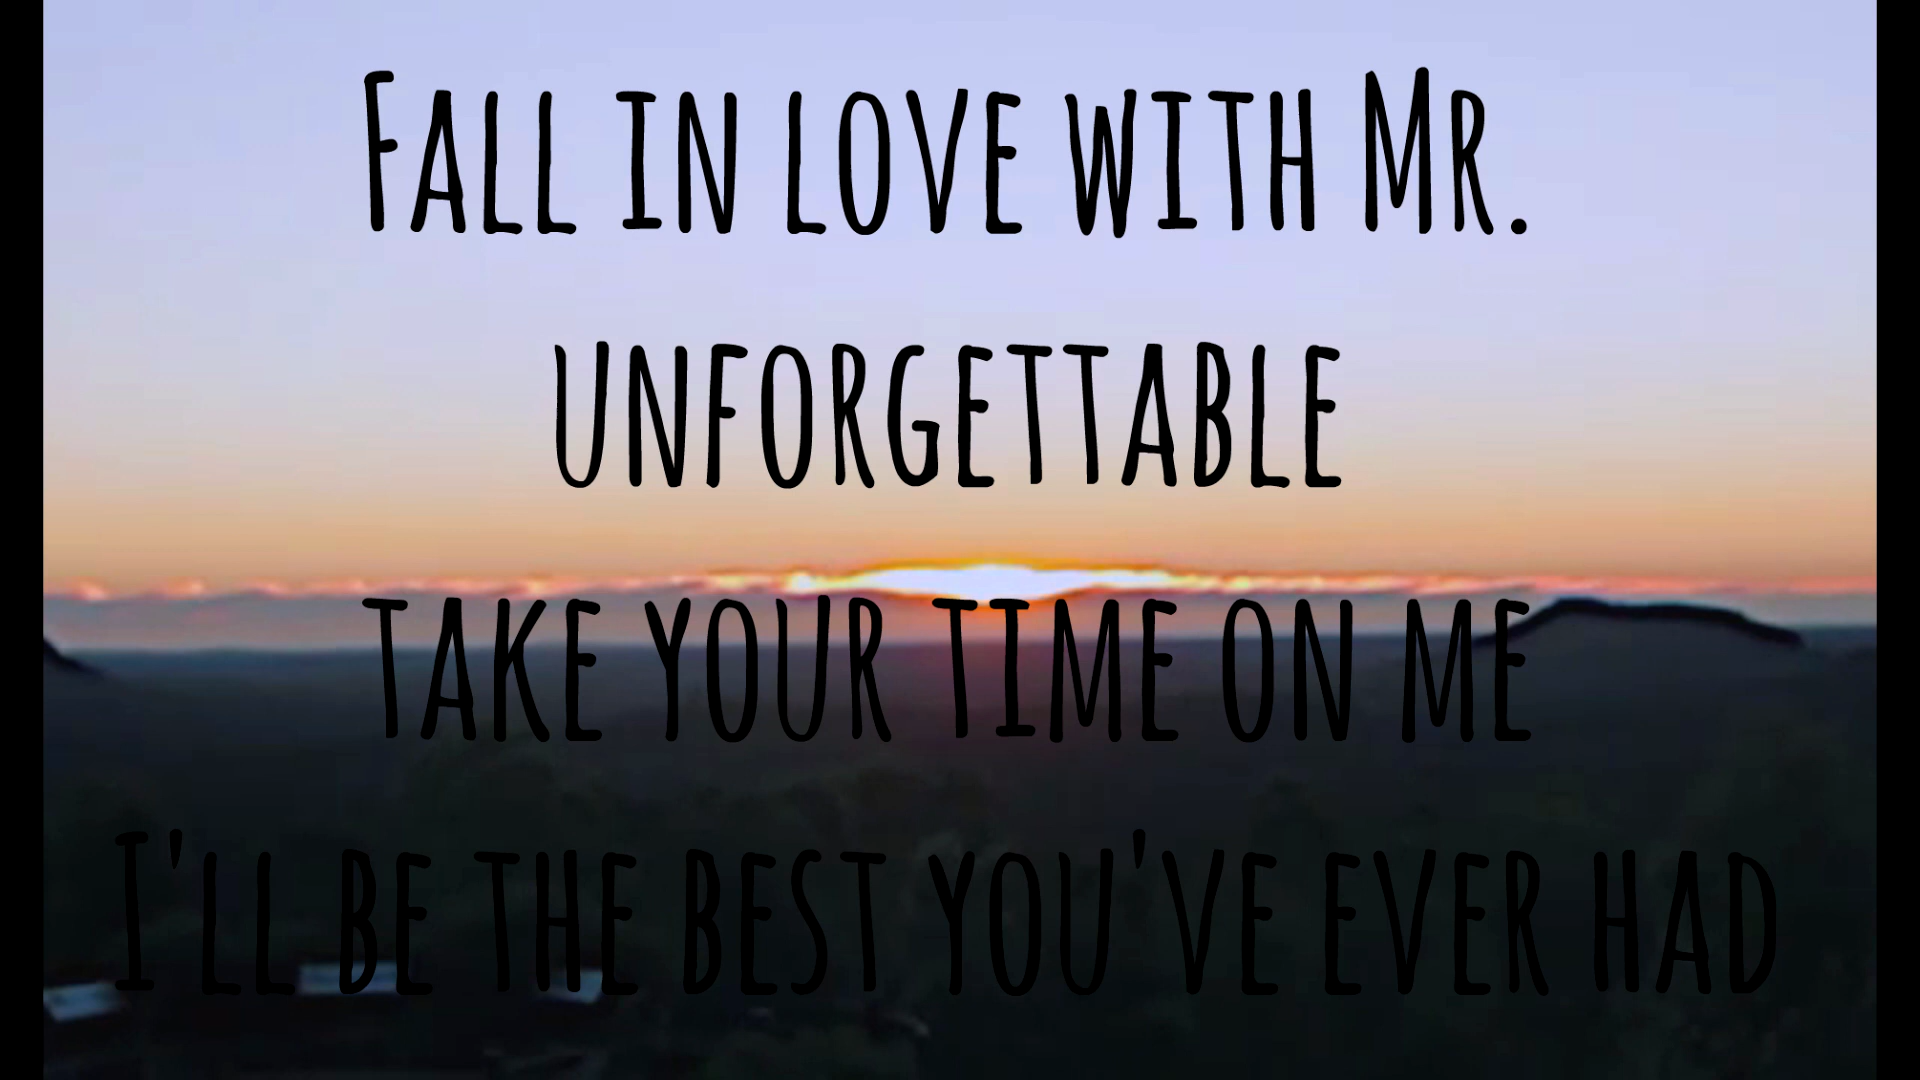 Fall in love with Mr.
unforgettable
take your time on me
I'll be the best you've ever had